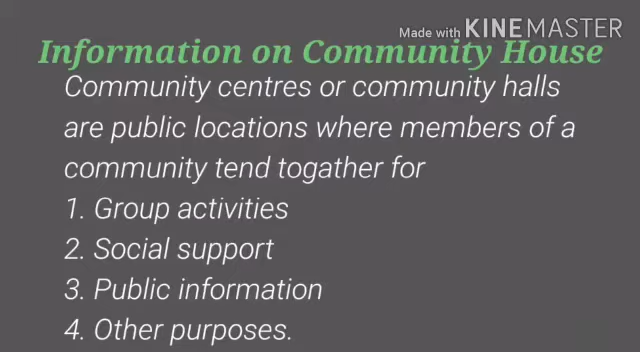 Made with KINEMASTER
Information on Community House
Community centres or community halls
are public locations where members of a
community tend togather for
1. Group activities
2. Social support
3. Public information
4. Other purposes.